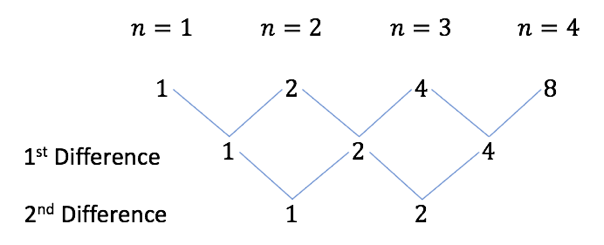 n = 1 n = 2 n = 3 n = 4
1 2 4 8
1st Difference 1 2 4
2nd Difference 1 2